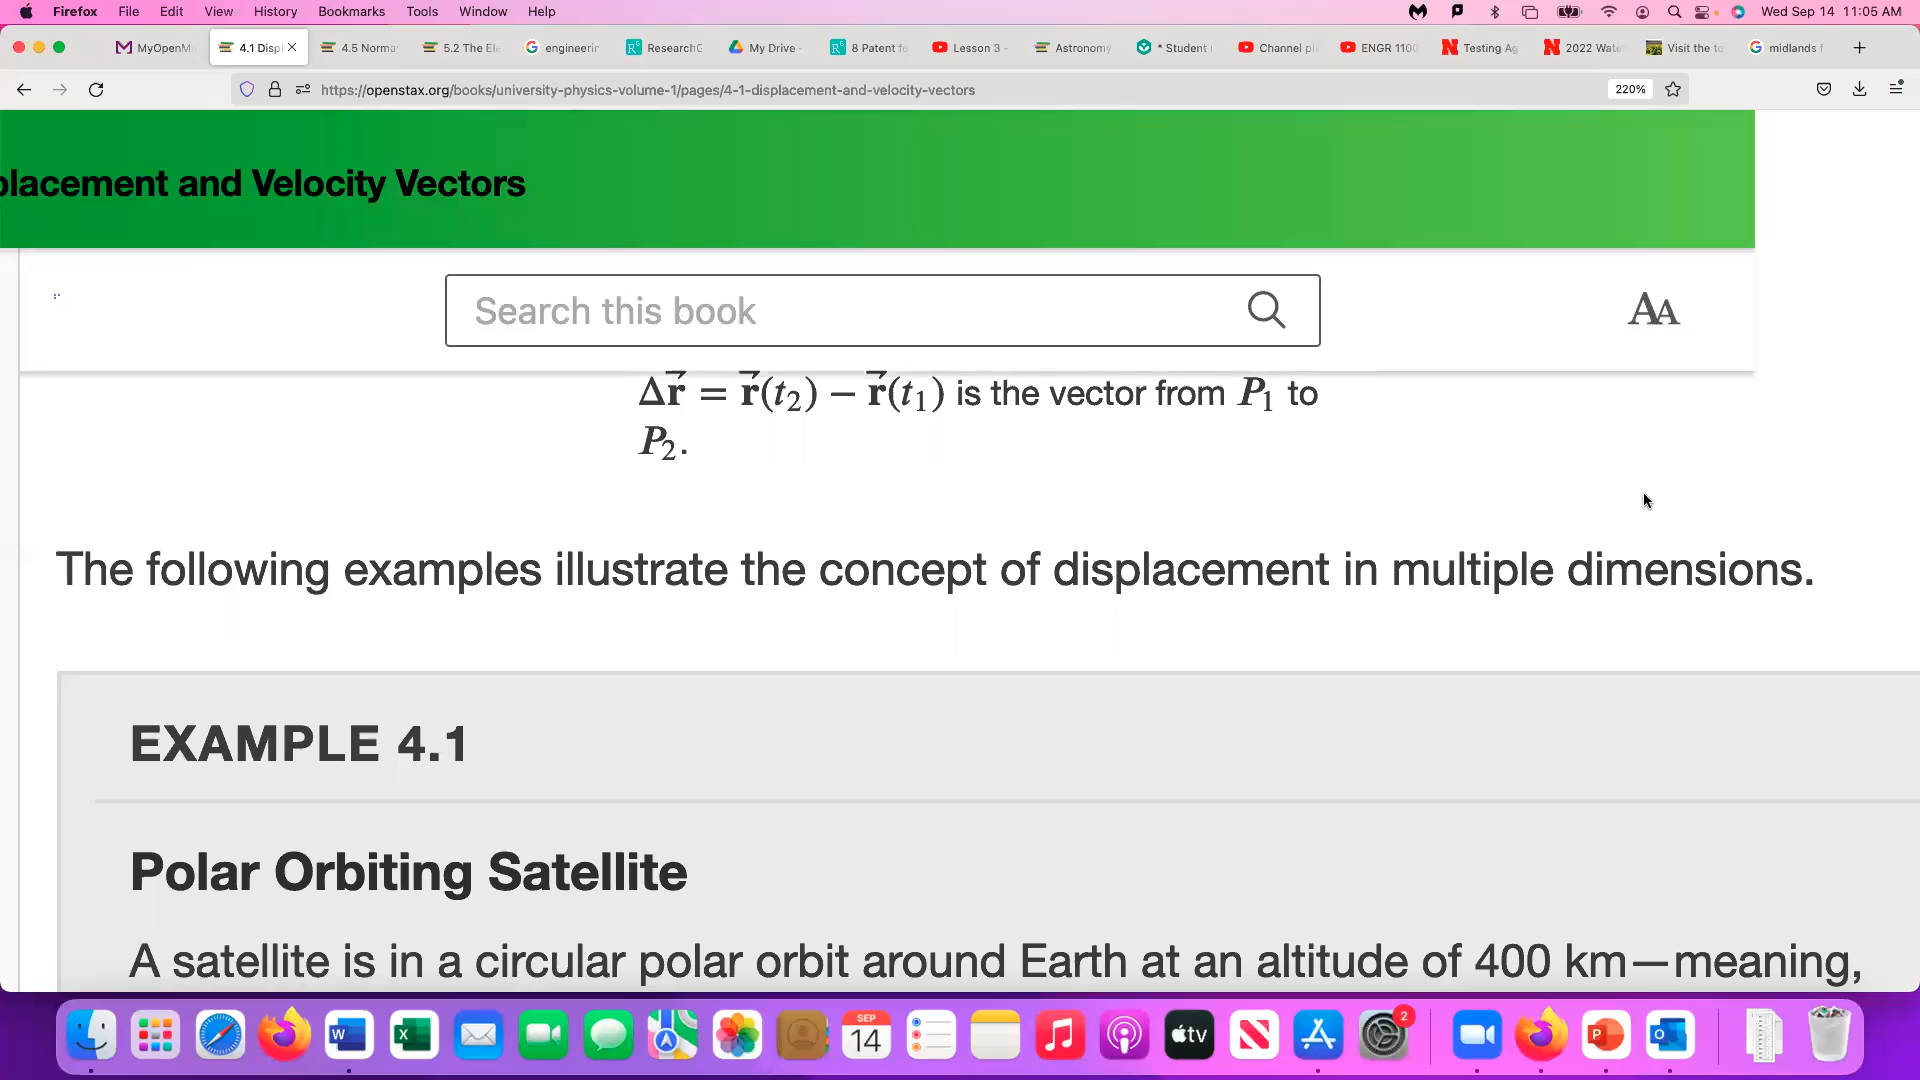 Firefox File Edit View History Bookmarks Tools Window Help Wed Sep 14 11:05 AM
MyOpenM 4.1 Displ 4.5 Norma 5.2 The Ele engineerin ResearchG My Drive - 8 Patent fo Lesson 3 - Astronomy * Student Channel pl ENGR 1100 Testing Ag 2022 Wate Visit the to midlands f
https://openstax.org/books/university-physics-volume-1/pages/4-1-displacement-and-velocity-vectors 220%
placement and Velocity Vectors
Search this book AA
Δr⃗ = r⃗(t₂) − r⃗(t₁) is the vector from P₁ to
P₂.
The following examples illustrate the concept of displacement in multiple dimensions.
EXAMPLE 4.1
Polar Orbiting Satellite
A satellite is in a circular polar orbit around Earth at an altitude of 400 km—meaning,
SEP
14
tv
2